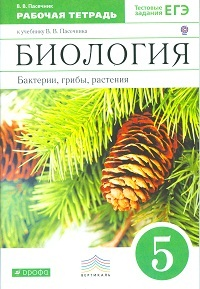 В. В. Пасечник
РАБОЧАЯ ТЕТРАДЬ
к учебнику В. В. Пасечника
Тестовые задания ЕГЭ
БИОЛОГИЯ
Бактерии, грибы, растения
5
ДРОФА
ВЕРТИКАЛЬ